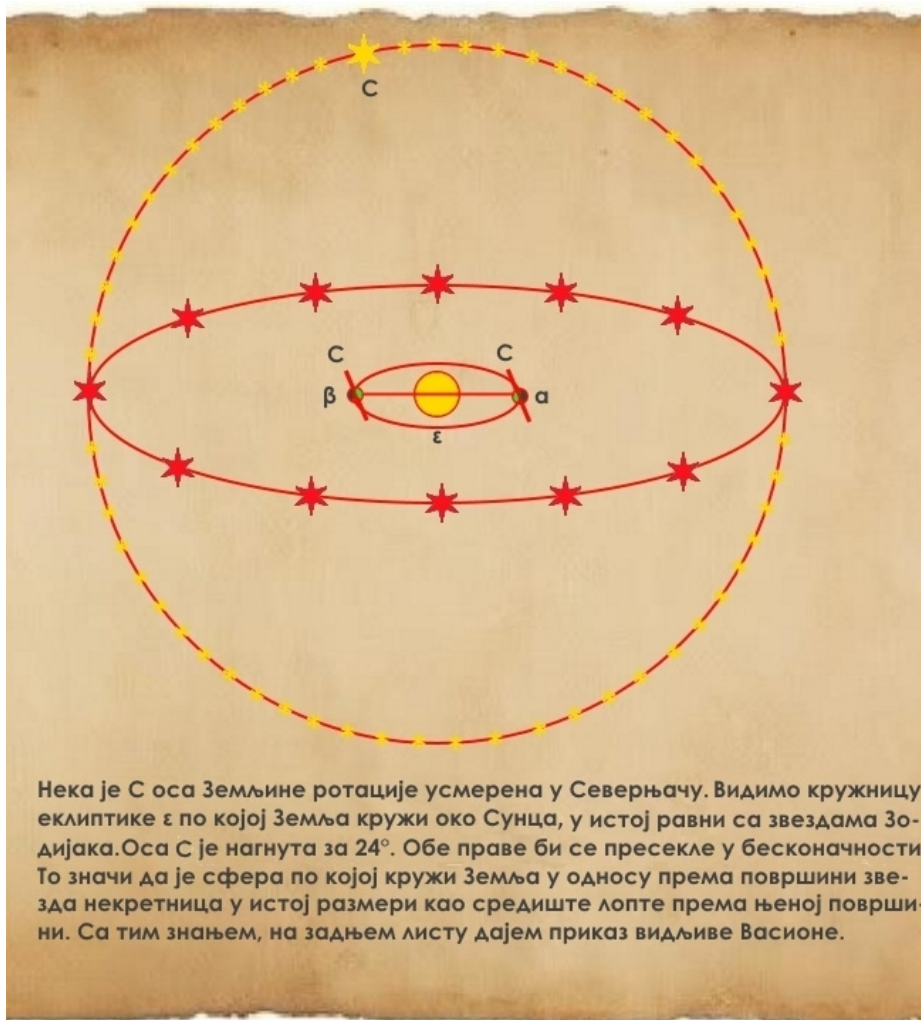 С
С
С
β
α
ε
Нека је С оса Земљине ротације усмерена у Северњачу. Видимо кружницу
еклиптике ε по којој Земља кружи око Сунца, у истој равни са звездама Зо-
дијака.Оса С је нагнута за 24°. Обе праве би се пресекле у бесконачности
То значи да је сфера по којој кружи Земља у односу према површини зве-
зда некретница у истој размери као средиште лопте према њеној површи-
ни. Са тим знањем, на задњем листу дајем приказ видљиве Васионе.